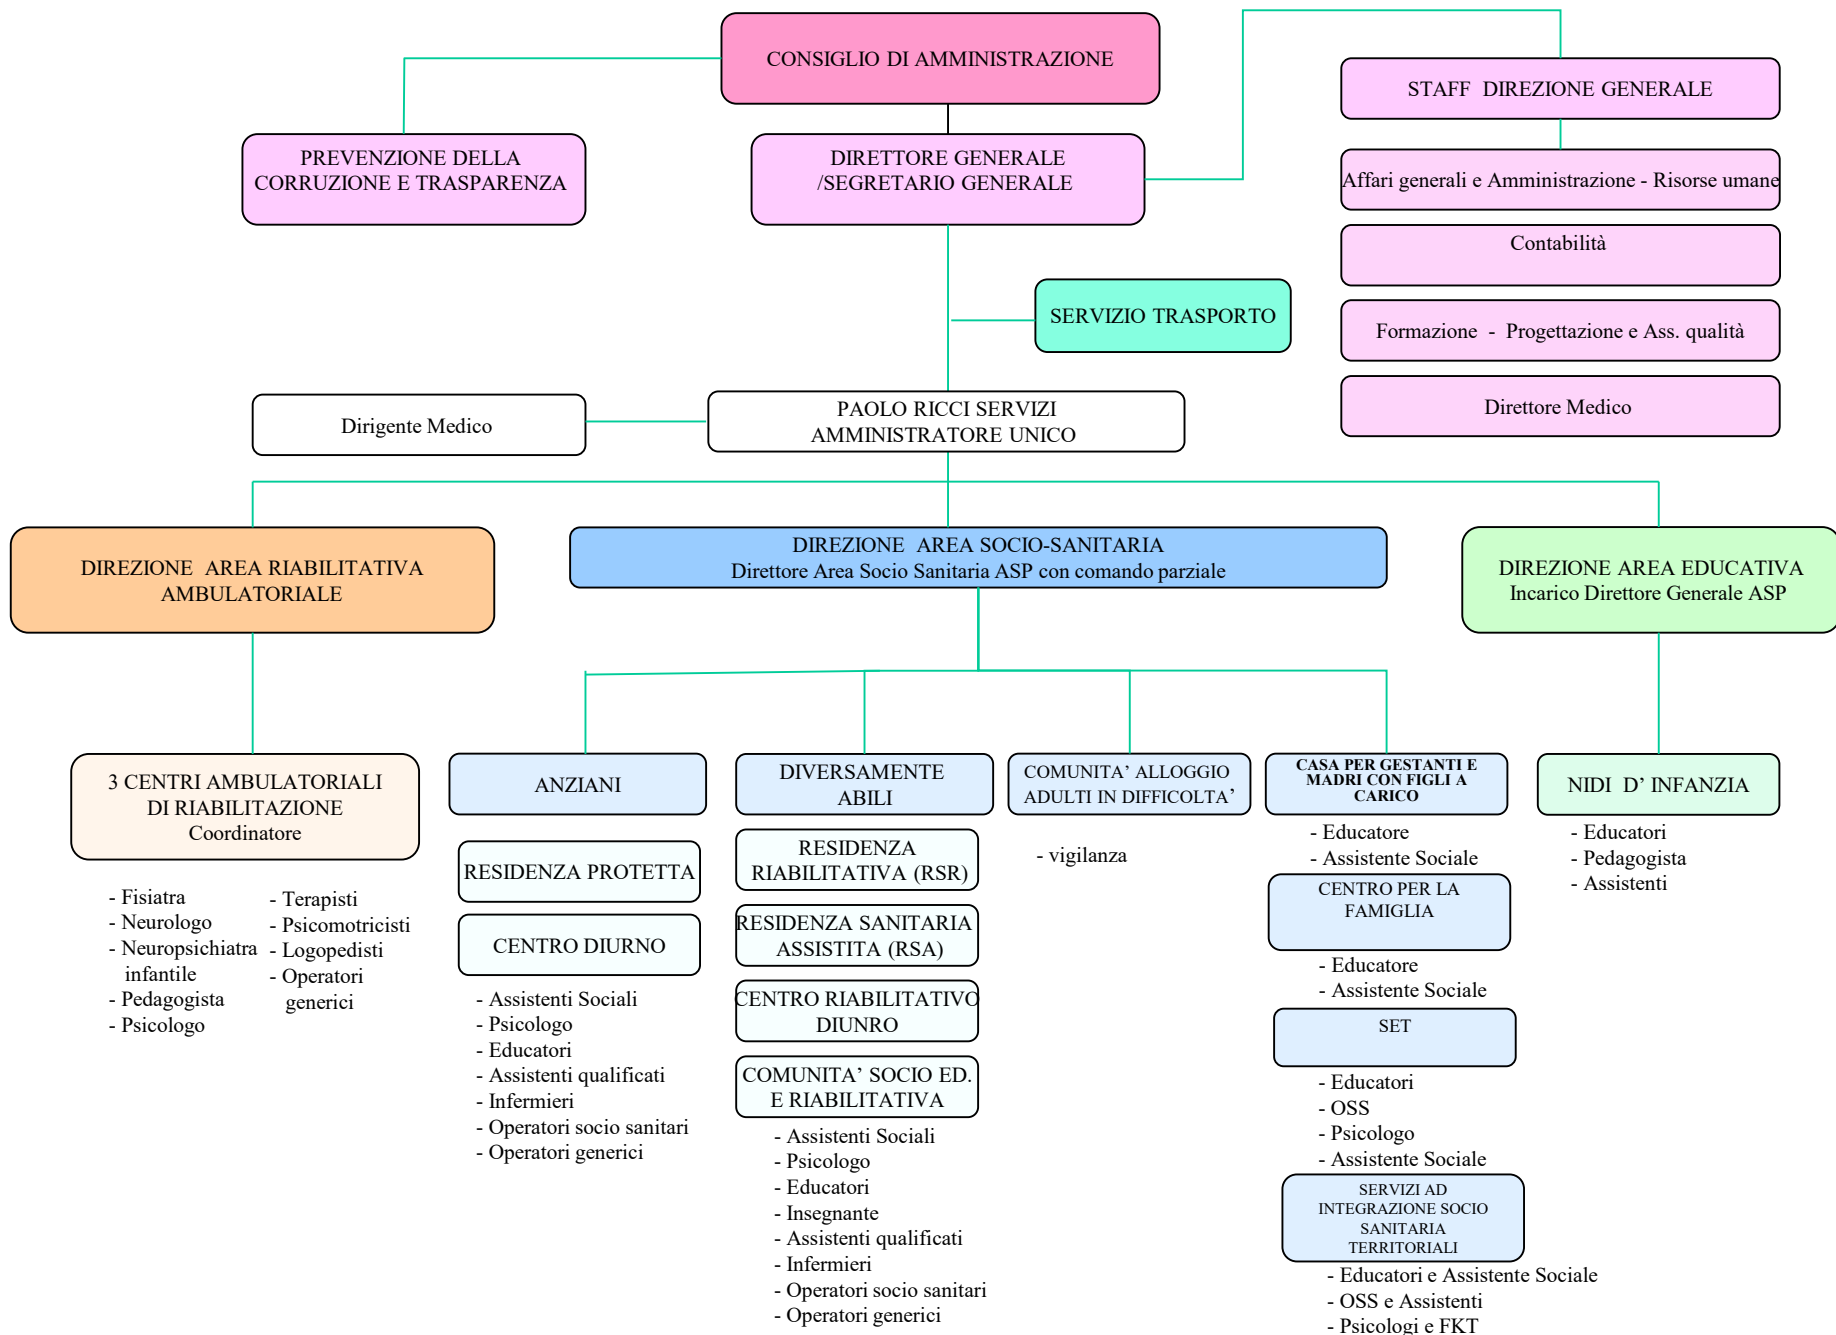 CONSIGLIO DI AMMINISTRAZIONE
STAFF  DIREZIONE GENERALE
PREVENZIONE DELLA
CORRUZIONE E TRASPARENZA
DIRETTORE GENERALE
/SEGRETARIO GENERALE
Affari generali e Amministrazione - Risorse umane
Contabilità
Formazione  -  Progettazione e Ass. qualità
Direttore Medico
SERVIZIO TRASPORTO
Dirigente Medico
PAOLO RICCI SERVIZI
AMMINISTRATORE UNICO
DIREZIONE  AREA RIABILITATIVA
AMBULATORIALE
DIREZIONE  AREA SOCIO-SANITARIA
Direttore Area Socio Sanitaria ASP con comando parziale
DIREZIONE AREA EDUCATIVA
Incarico Direttore Generale ASP
3 CENTRI AMBULATORIALI
DI RIABILITAZIONE
Coordinatore
- Fisiatra
- Neurologo
- Neuropsichiatra
infantile
- Pedagogista
- Psicologo
- Terapisti
- Psicomotricisti
- Logopedisti
- Operatori
generici
ANZIANI
RESIDENZA PROTETTA
CENTRO DIURNO
- Assistenti Sociali
- Psicologo
- Educatori
- Assistenti qualificati
- Infermieri
- Operatori socio sanitari
- Operatori generici
DIVERSAMENTE
ABILI
RESIDENZA
RIABILITATIVA (RSR)
RESIDENZA SANITARIA
ASSISTITA (RSA)
CENTRO RIABILITATIVO
DIUNRO
COMUNITA’ SOCIO ED.
E RIABILITATIVA
- Assistenti Sociali
- Psicologo
- Educatori
- Insegnante
- Assistenti qualificati
- Infermieri
- Operatori socio sanitari
- Operatori generici
COMUNITA’ ALLOGGIO
ADULTI IN DIFFICOLTA’
- vigilanza
CASA PER GESTANTI E
MADRI CON FIGLI A
CARICO
- Educatore
- Assistente Sociale
CENTRO PER LA
FAMIGLIA
- Educatore
- Assistente Sociale
SET
- Educatori
- OSS
- Psicologo
- Assistente Sociale
SERVIZI AD
INTEGRAZIONE SOCIO
SANITARIA
TERRITORIALI
- Educatori e Assistente Sociale
- OSS e Assistenti
- Psicologi e FKT
NIDI  D’ INFANZIA
- Educatori
- Pedagogista
- Assistenti